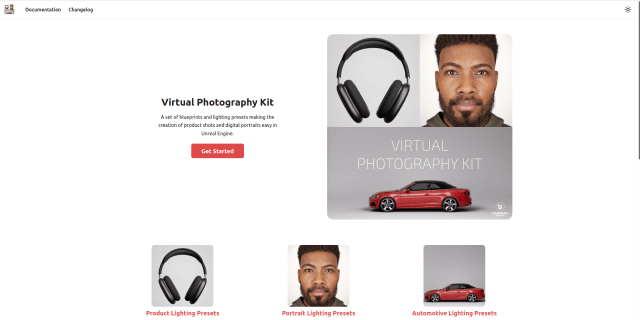 Documentation Changelog
Virtual Photography Kit
A set of blueprints and lighting presets making the
creation of product shots and digital portraits easy in
Unreal Engine.
Get Started
VIRTUAL
PHOTOGRAPHY KIT
Product Lighting Presets
Portrait Lighting Presets
Automotive Lighting Presets